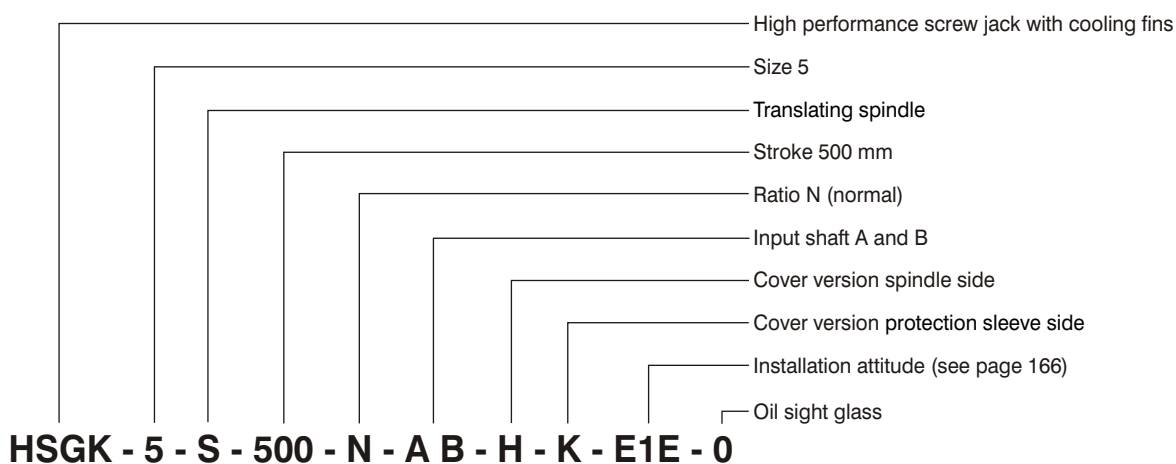 High performance screw jack with cooling fins
Size 5
Translating spindle
Stroke 500 mm
Ratio N (normal)
Input shaft A and B
Cover version spindle side
Cover version protection sleeve side
Installation attitude (see page 166)
Oil sight glass
HSGK - 5 - S - 500 - N - A B - H - K - E1E - 0